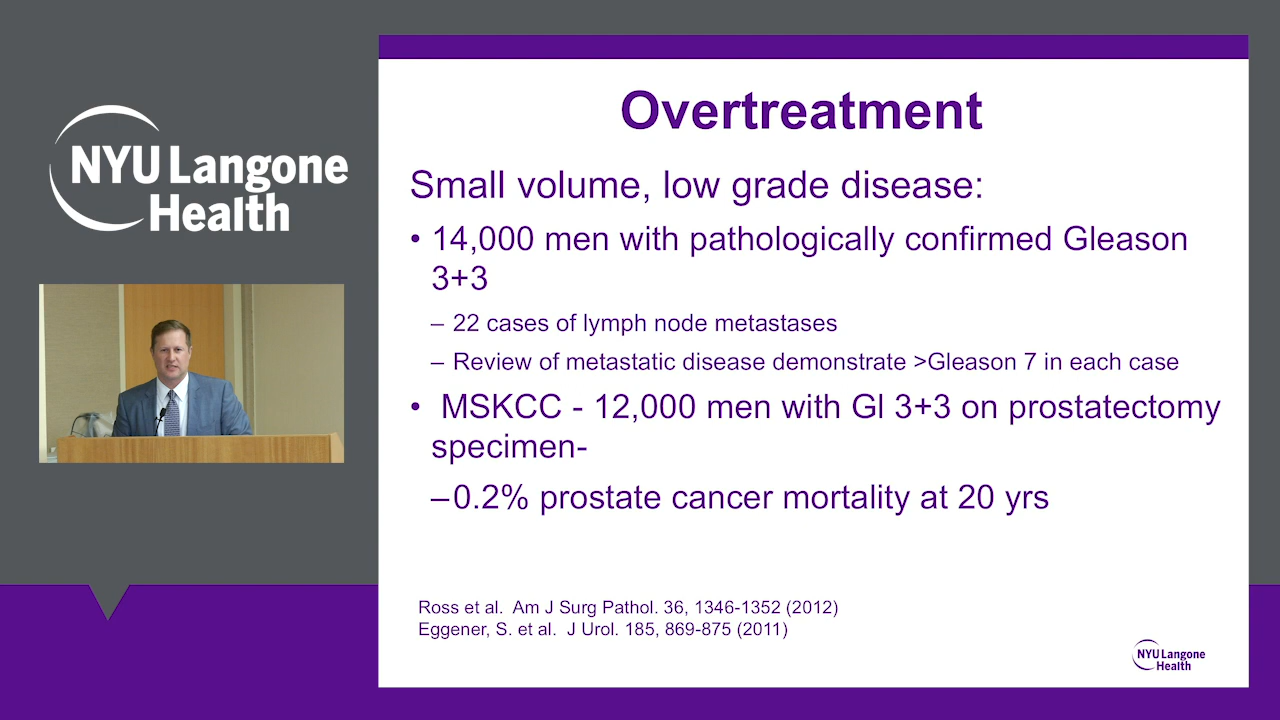 NYU Langone
Health
Overtreatment
Small volume, low grade disease:
• 14,000 men with pathologically confirmed Gleason
3+3
– 22 cases of lymph node metastases
– Review of metastatic disease demonstrate >Gleason 7 in each case
• MSKCC - 12,000 men with Gl 3+3 on prostatectomy
specimen-
–0.2% prostate cancer mortality at 20 yrs
Ross et al. Am J Surg Pathol. 36, 1346-1352 (2012)
Eggener, S. et al. J Urol. 185, 869-875 (2011)
NYU Langone
Health